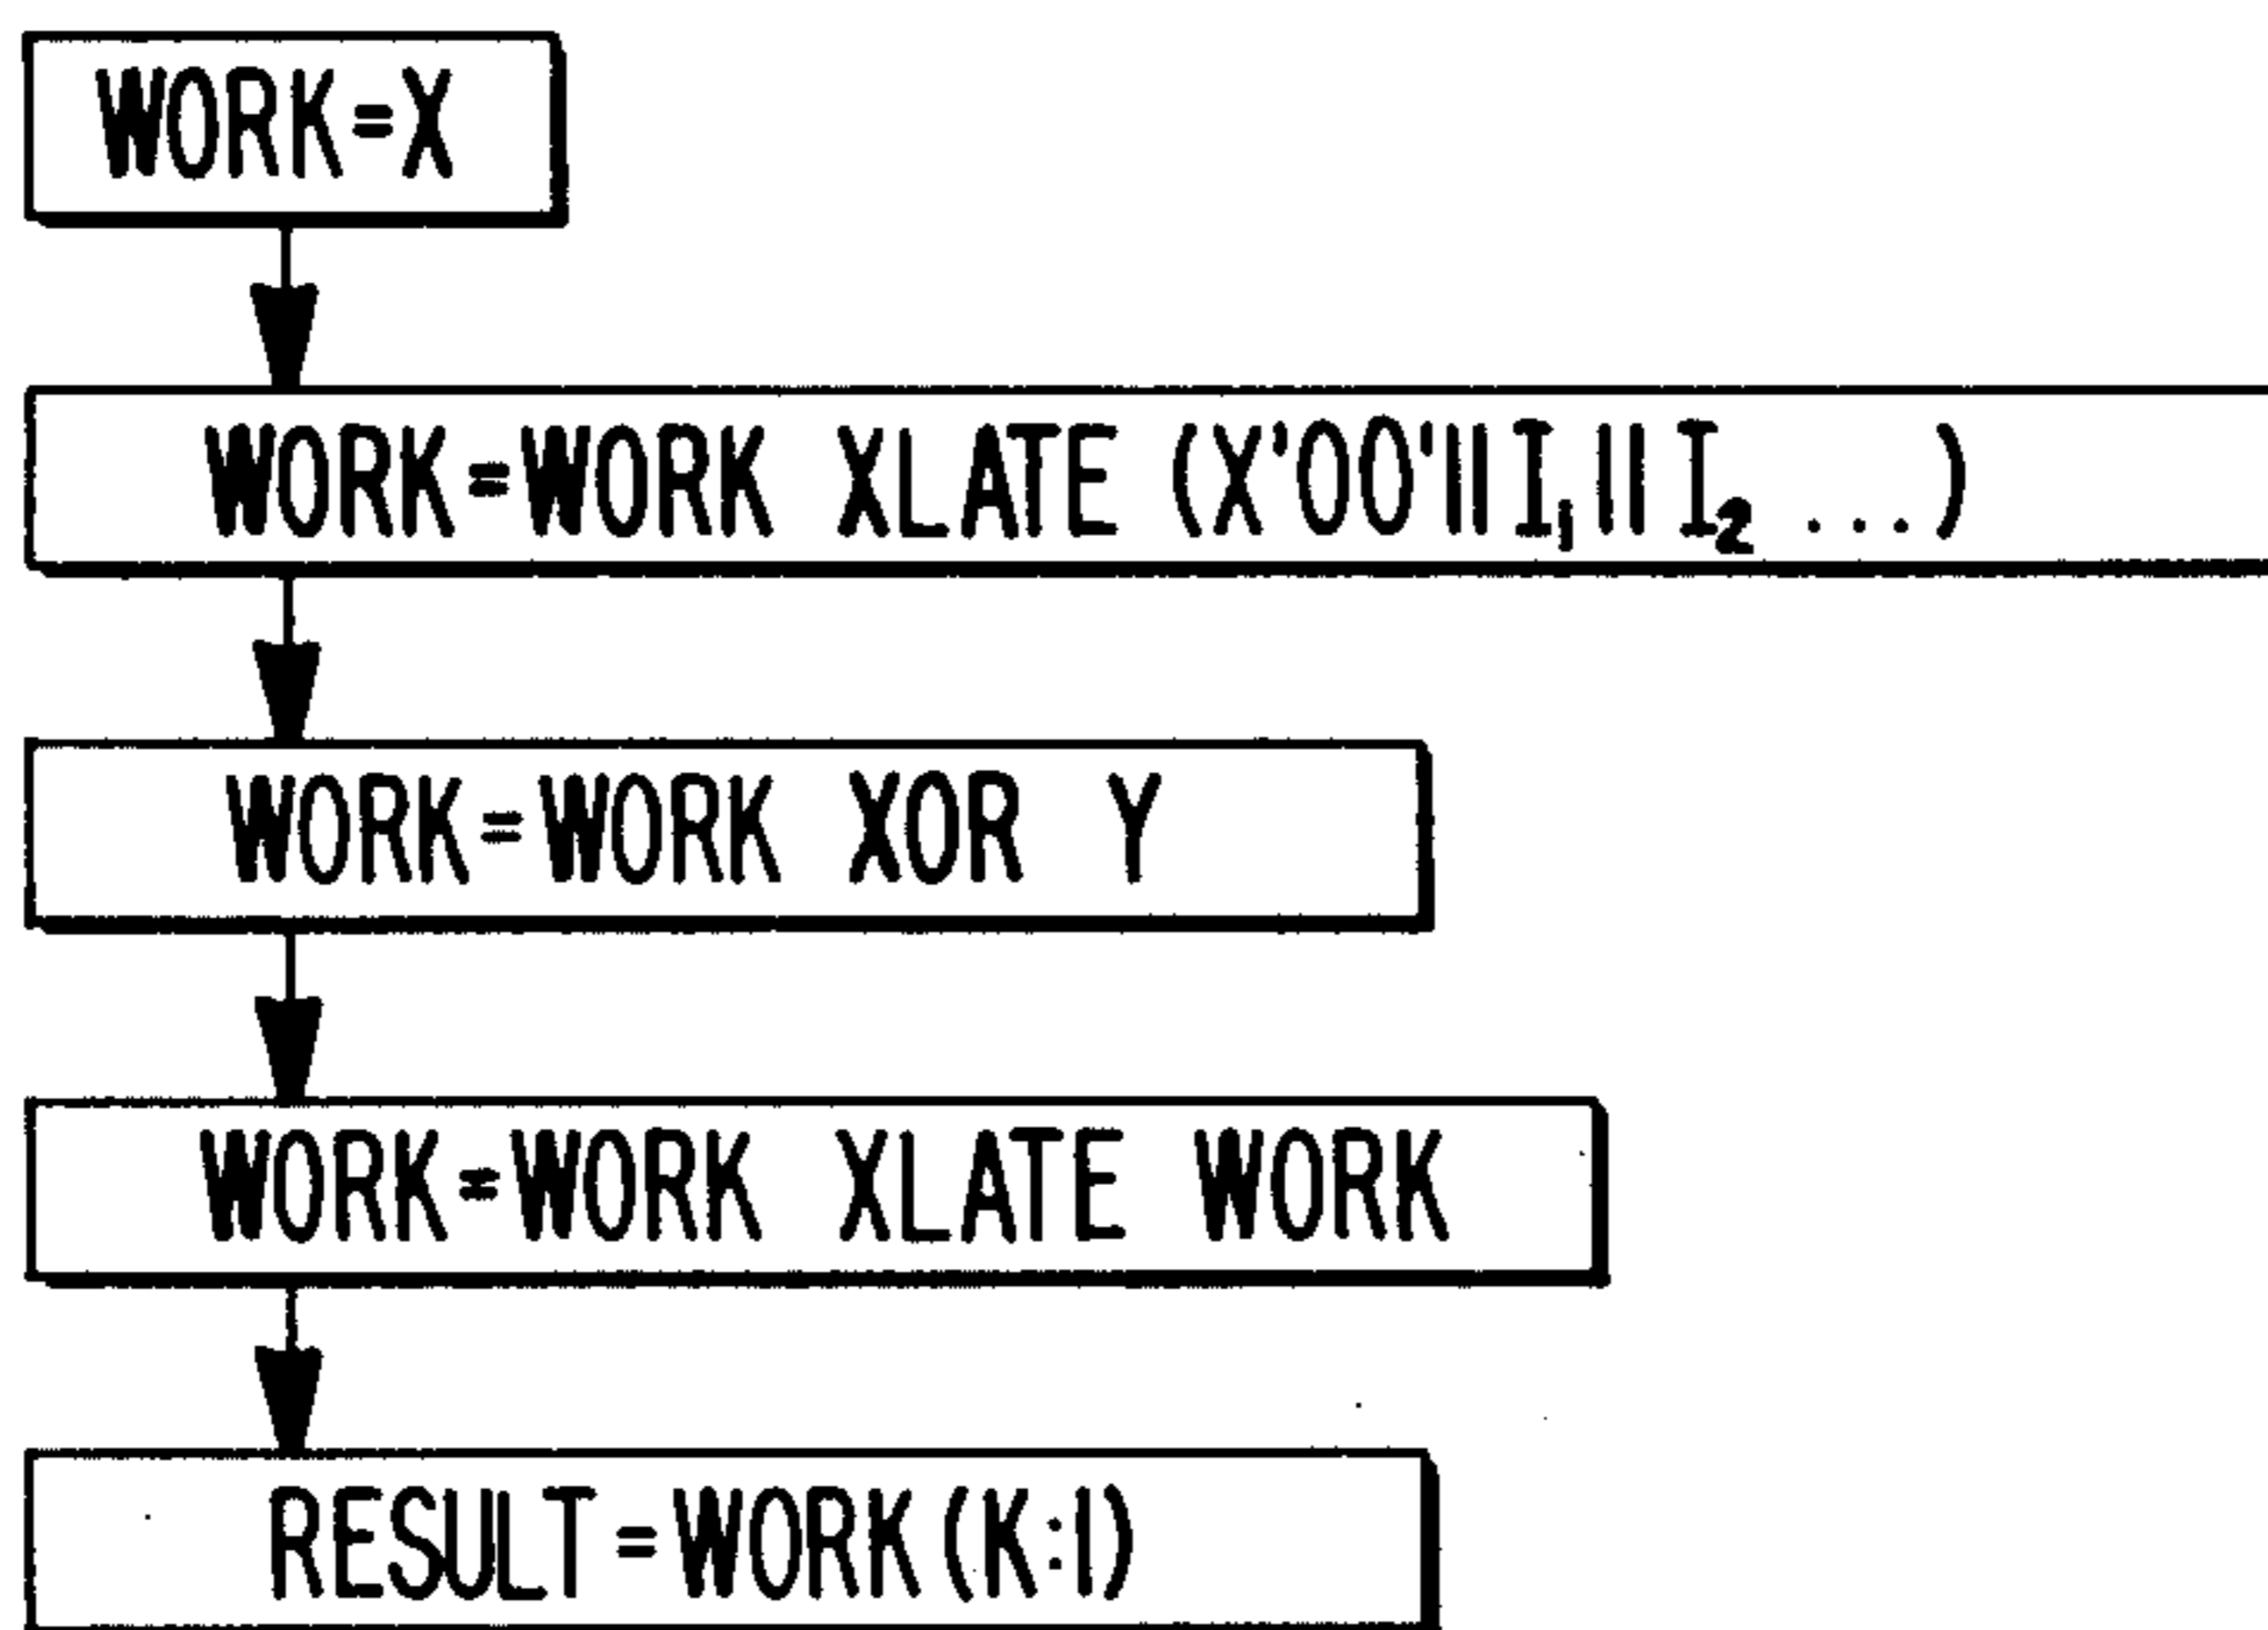 WORK=X
WORK=WORK XLATE (X'00'||I₁||I₂ ...)
WORK=WORK XOR Y
WORK=WORK XLATE WORK
RESULT=WORK(K:1)